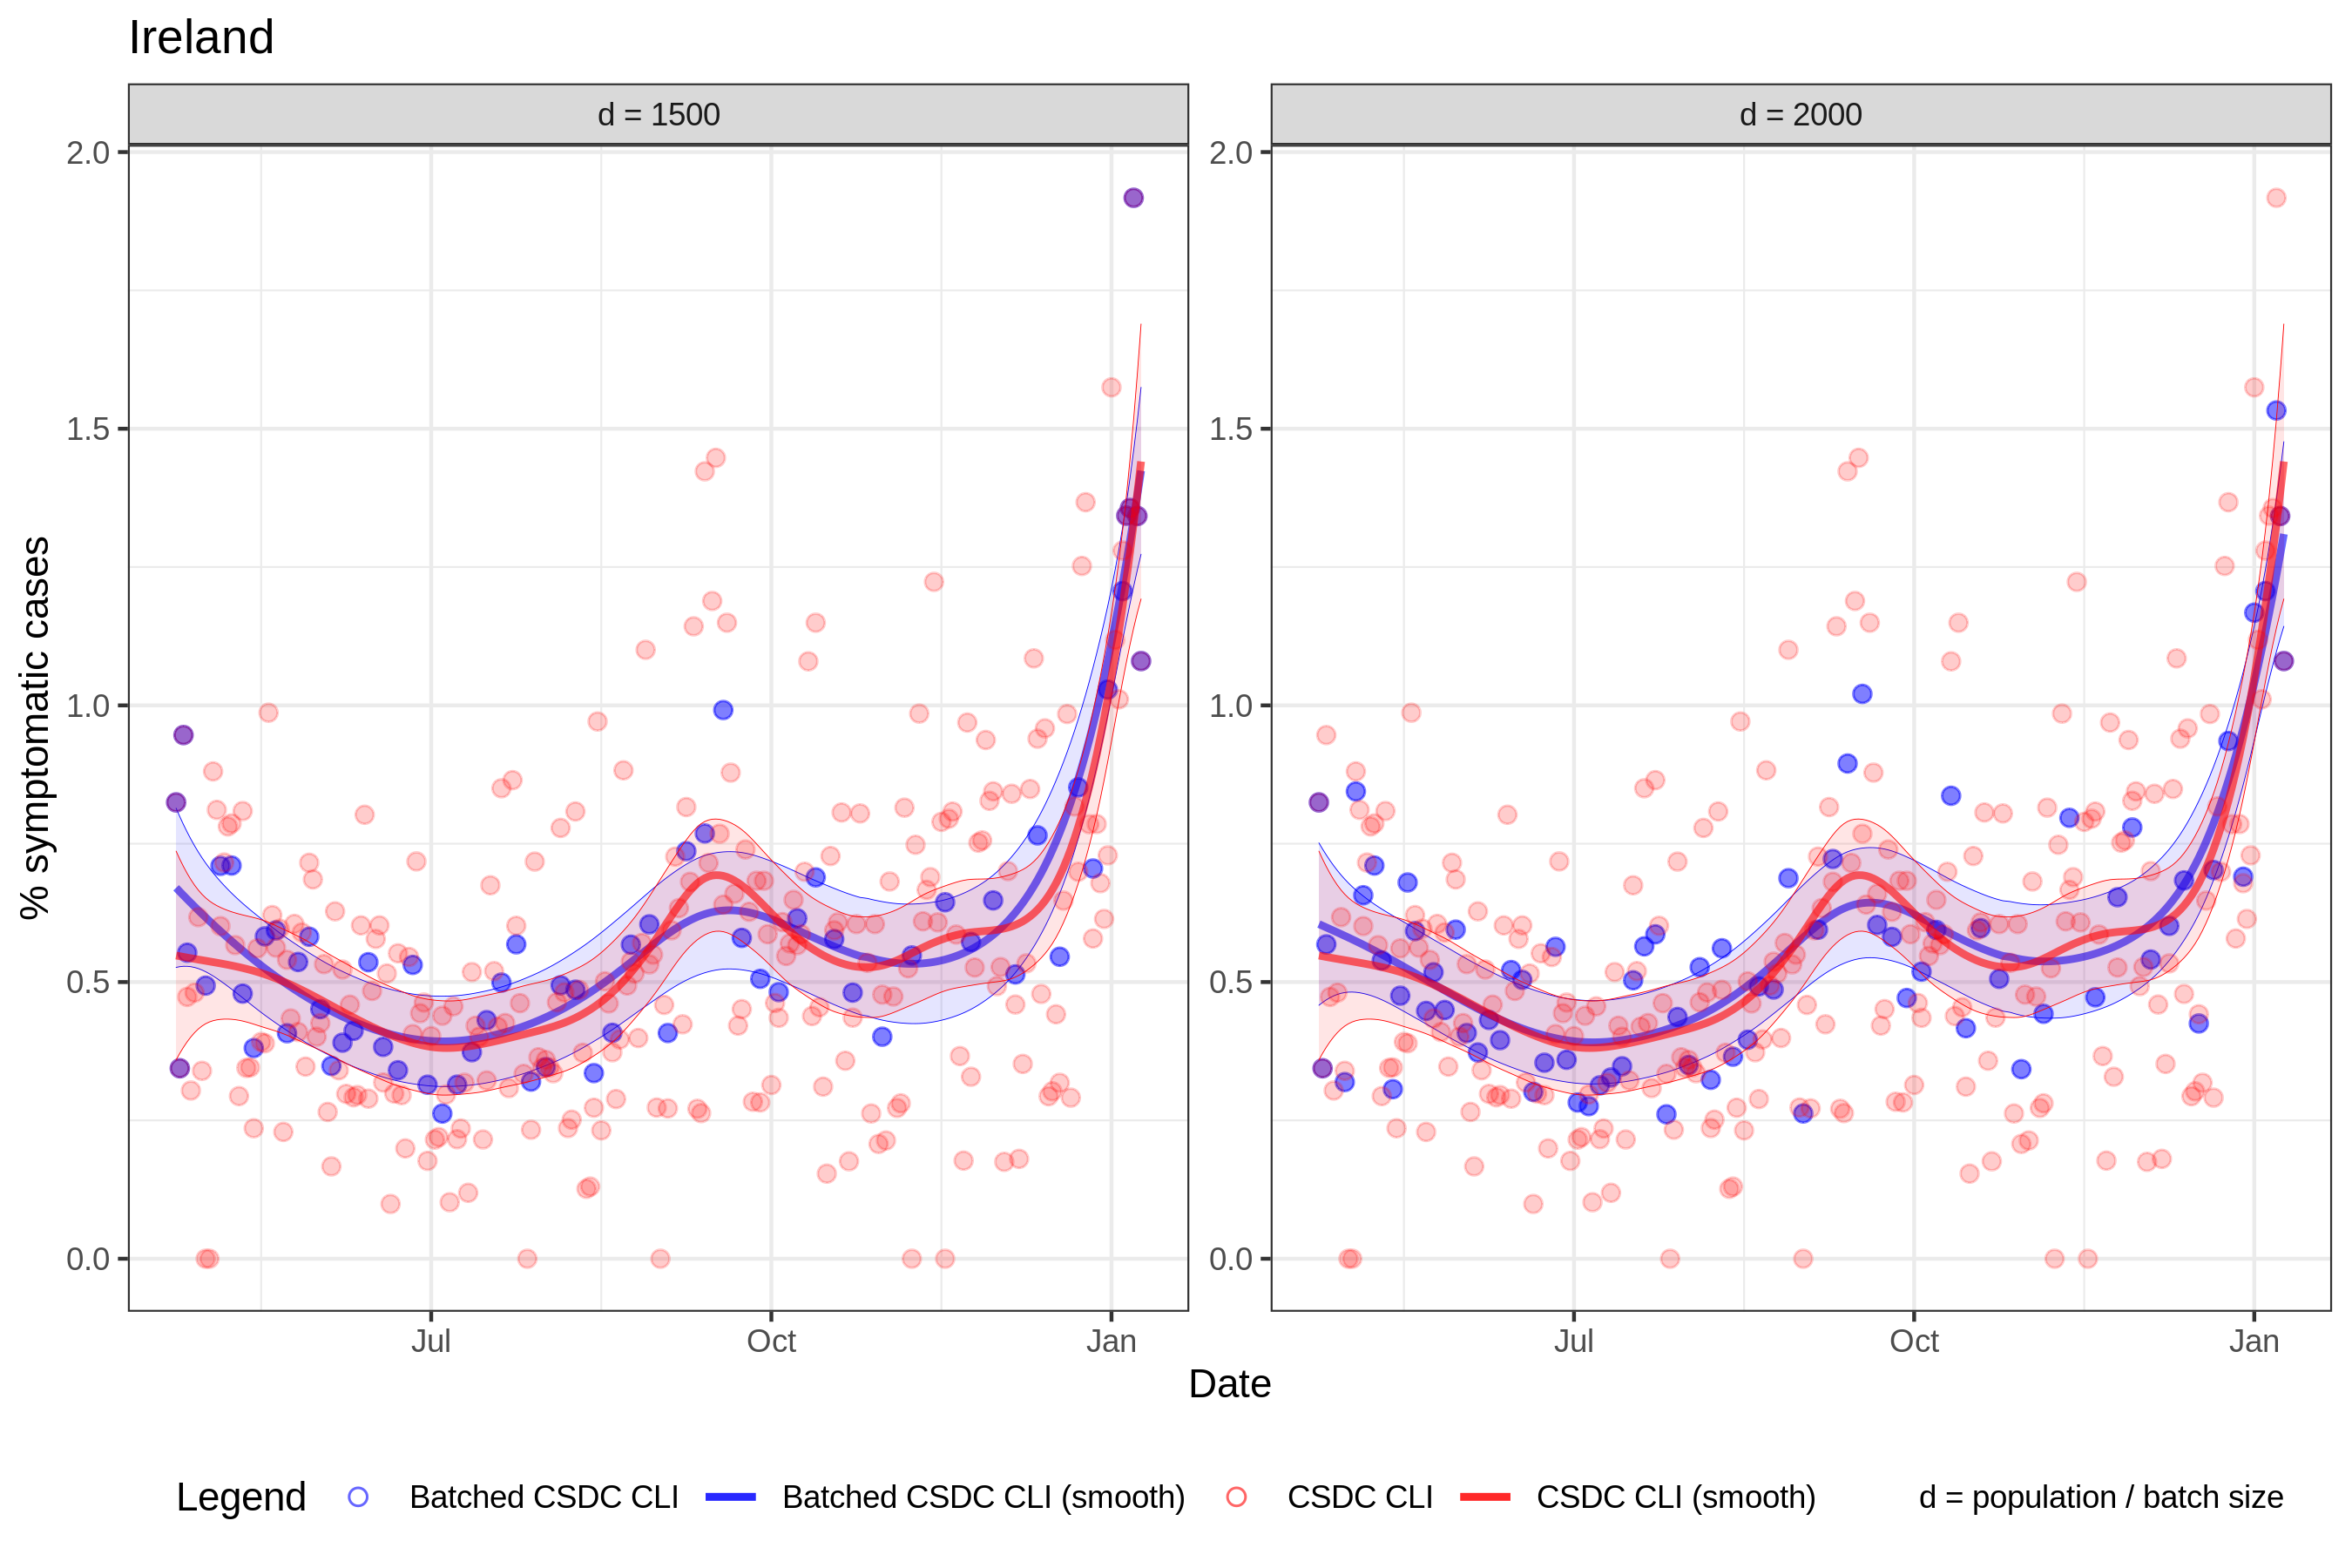 Ireland
d = 1500
d = 2000
% symptomatic cases
2.0
1.5
1.0
0.5
0.0
2.0
1.5
1.0
0.5
0.0
Jul Oct Jan
Jul Oct Jan
Date
Legend Batched CSDC CLI Batched CSDC CLI (smooth) CSDC CLI CSDC CLI (smooth) d = population / batch size